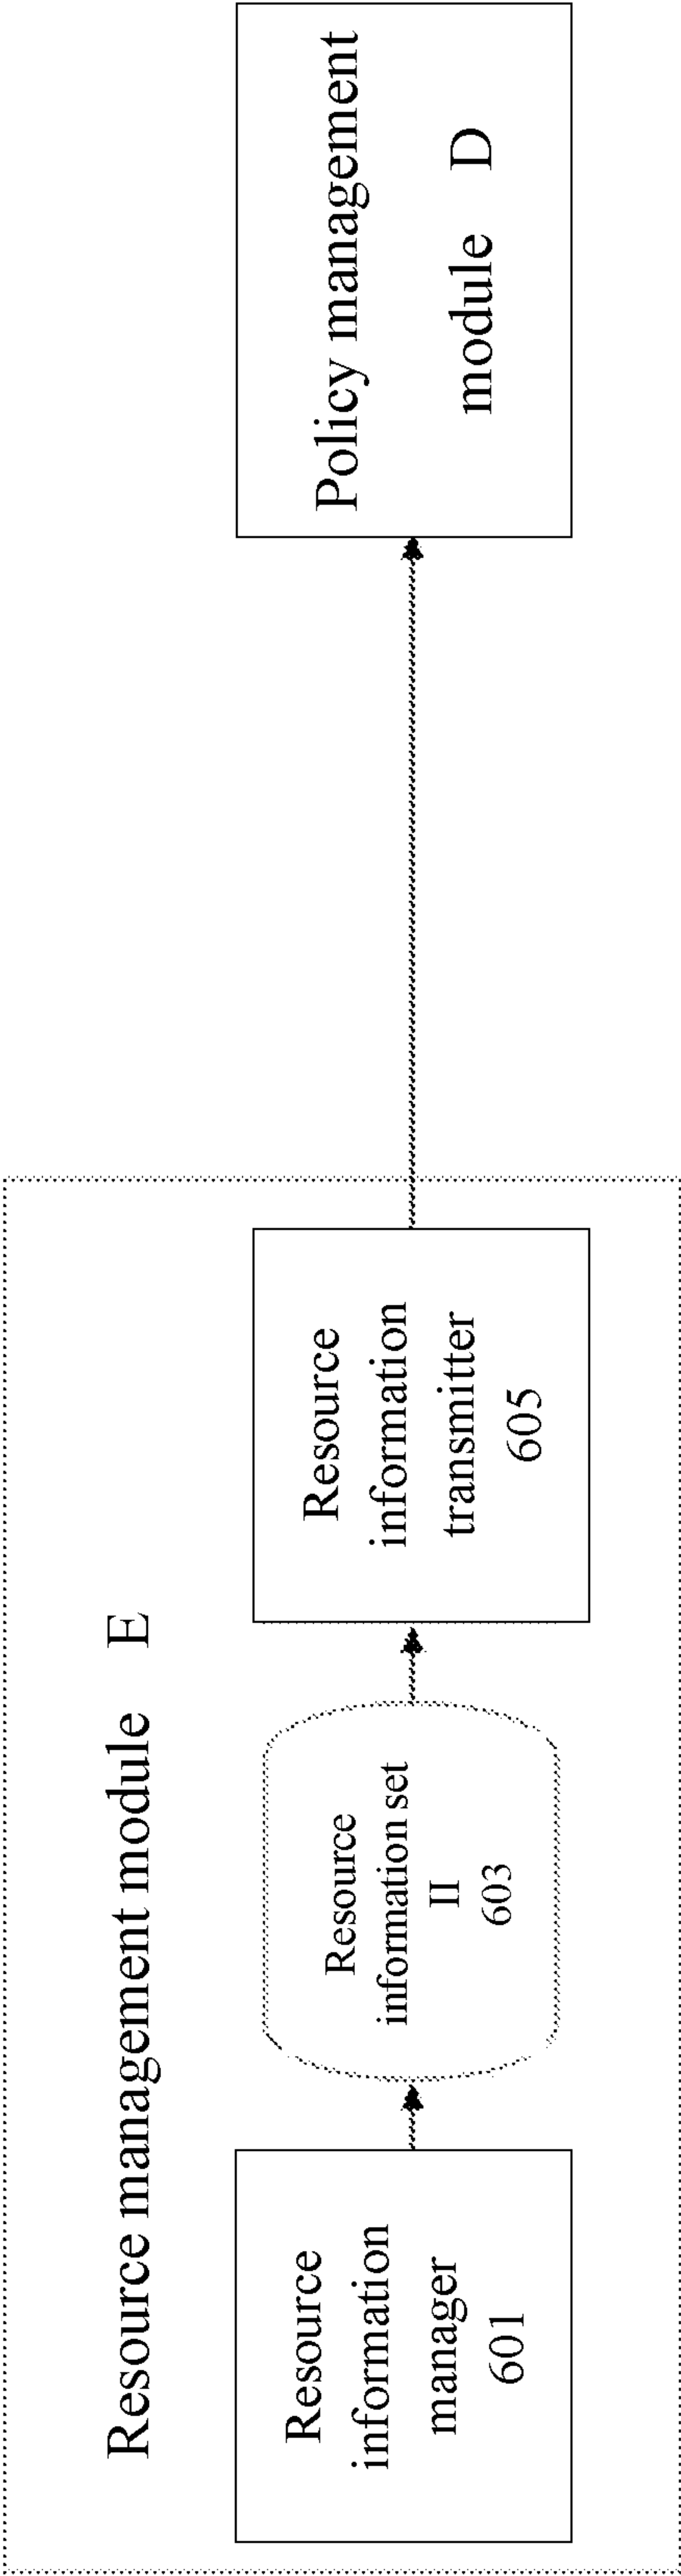 Resource management module E
Resource
information
manager
601
Resource
information set
II
603
Resource
information
transmitter
605
Policy management
module D